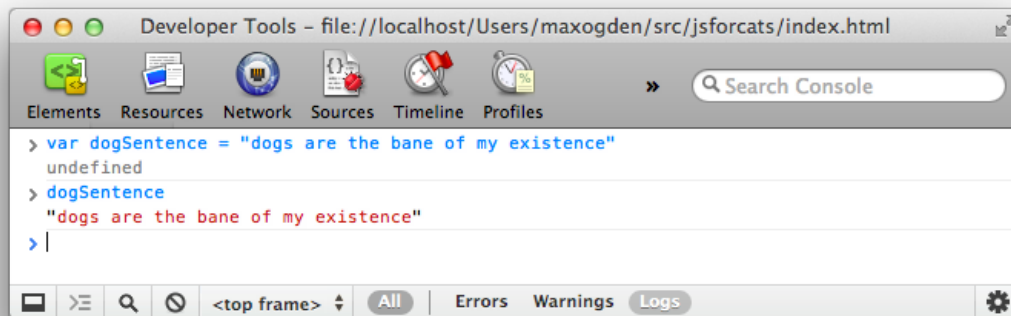 Developer Tools – file://localhost/Users/maxogden/src/jsforcats/index.html
Elements Resources Network Sources Timeline Profiles » Search Console
> var dogSentence = "dogs are the bane of my existence"
undefined
> dogSentence
"dogs are the bane of my existence"
>
<top frame> All Errors Warnings Logs